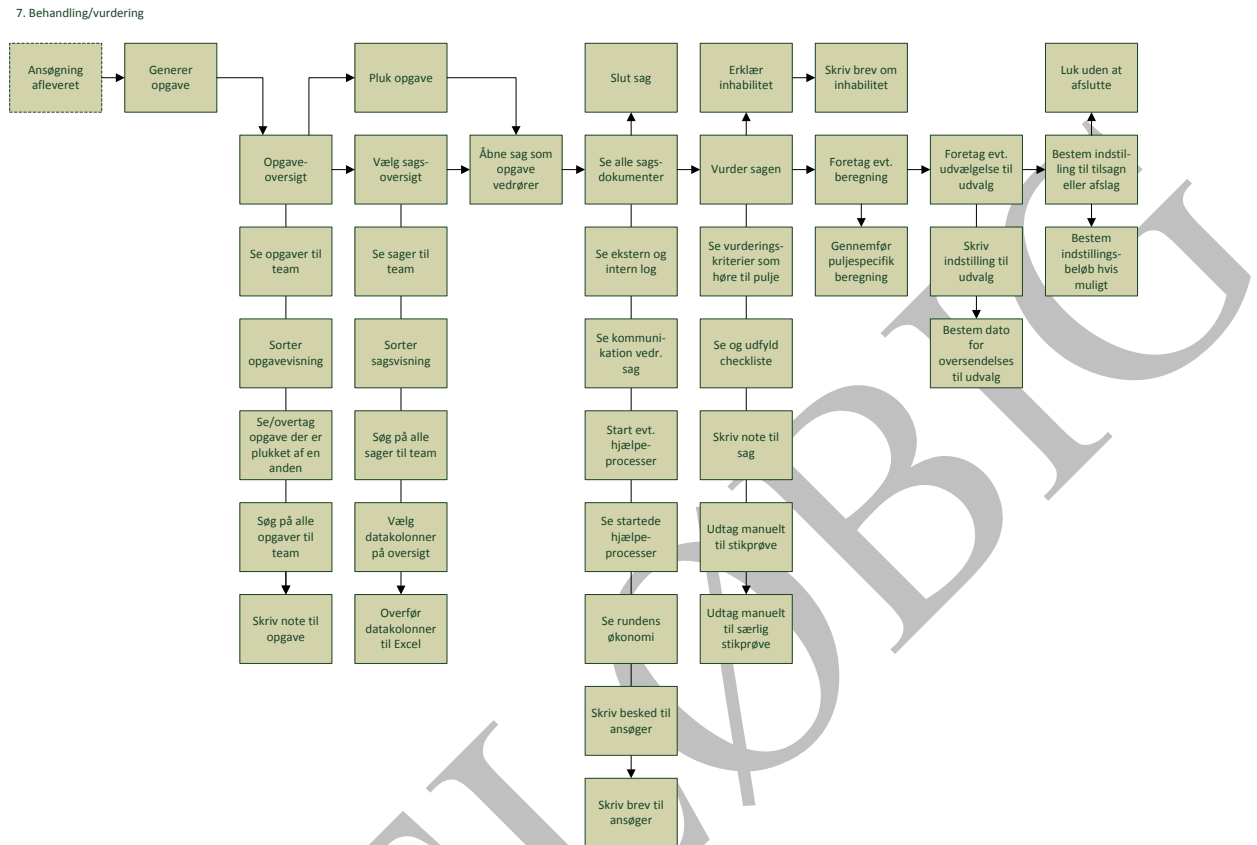 7. Behandling/vurdering
Ansøgning
afleveret
Generer
opgave
Pluk opgave
Slut sag
Erklær
inhabilitet
Skriv brev om
inhabilitet
Luk uden at
afslutte
Opgave-
oversigt
Vælg sags-
oversigt
Åbne sag som
opgave
vedrører
Se alle sags-
dokumenter
Vurder sagen
Foretag evt.
beregning
Foretag evt.
udvælgelse til
udvalg
Bestem indstil-
ling til tilsagn
eller afslag
Se opgaver til
team
Se sager til
team
Se ekstern og
intern log
Se vurderings-
kriterier som
høre til pulje
Gennemfør
puljespecifik
beregning
Skriv
indstilling til
udvalg
Bestem
indstillings-
beløb hvis
muligt
Sorter
opgavevisning
Sorter
sagsvisning
Se kommuni-
kation vedr.
sag
Se og udfyld
checkliste
Bestem dato
for
oversendelses
til udvalg
Se/overtag
opgave der er
plukket af en
anden
Søg på alle
sager til team
Start evt.
hjælpe-
processer
Skriv note til
sag
Søg på alle
opgaver til
team
Vælg
datakolonner
på oversigt
Se startede
hjælpe-
processer
Udtag manuelt
til stikprøve
Skriv note til
opgave
Overfør
datakolonner
til Excel
Se rundens
økonomi
Udtag manuelt
til særlig
stikprøve
Skriv besked til
ansøger
Skriv brev til
ansøger